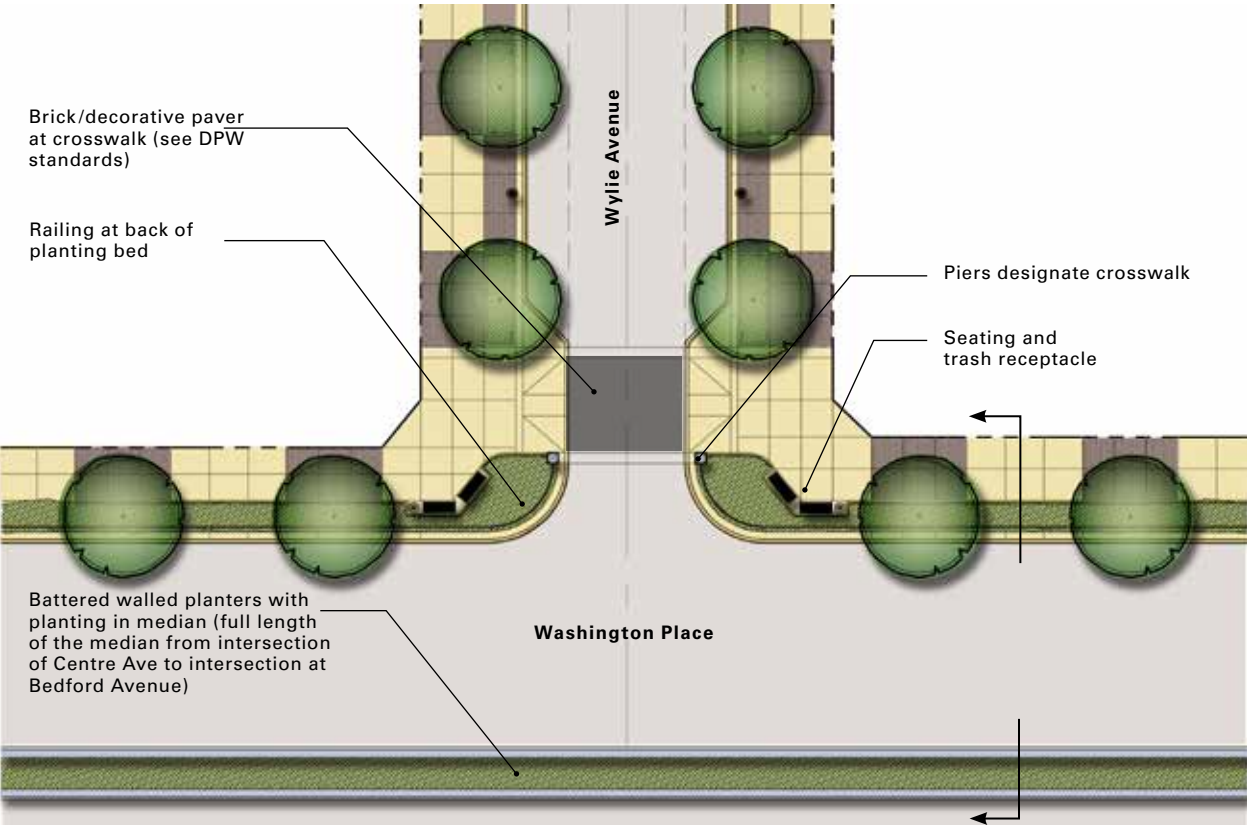 Brick/decorative paver
at crosswalk (see DPW
standards)
Railing at back of
planting bed
Wylie Avenue
Piers designate crosswalk
Seating and
trash receptacle
Battered walled planters with
planting in median (full length
of the median from intersection
of Centre Ave to intersection at
Bedford Avenue)
Washington Place